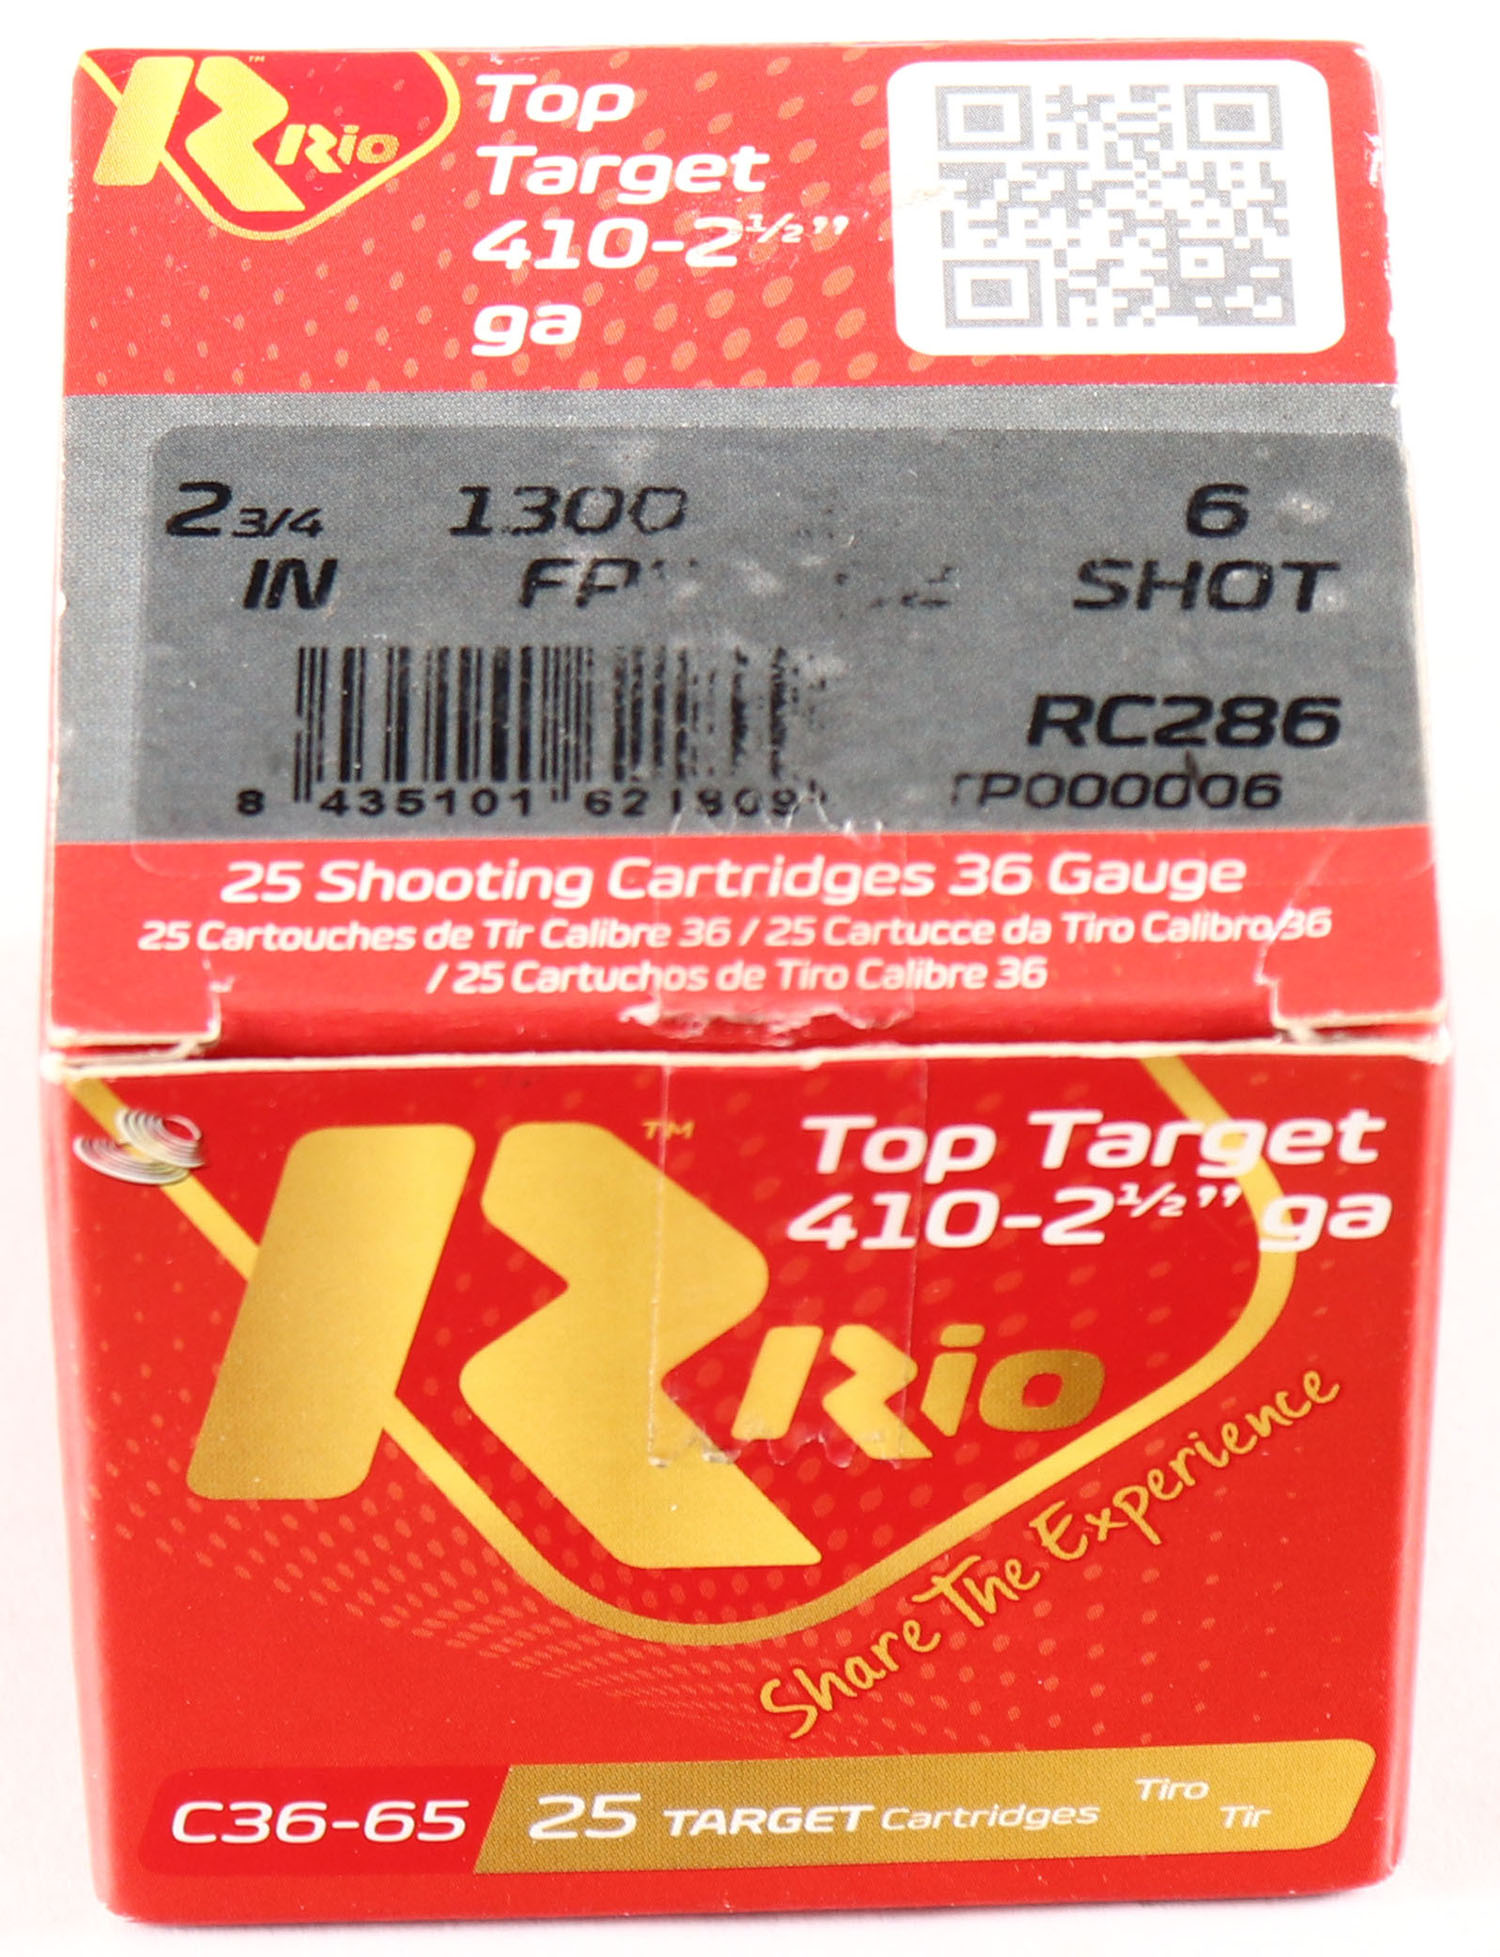 Rio
Top
Target
410-2½”
ga
2 3/4 1300 6
IN SHOT
RC286
TP000006
8 435101
25 Shooting Cartridges 36 Gauge
25 Cartouches de Tir Calibre 36 / 25 Cartucce da Tiro Calibro 36
/ 25 Cartuchos de Tiro Calibre 36
™
Top Target
410-2½” ga
Rio
Share The Experience
C36-65 25 TARGET Cartridges Tiro
Tir